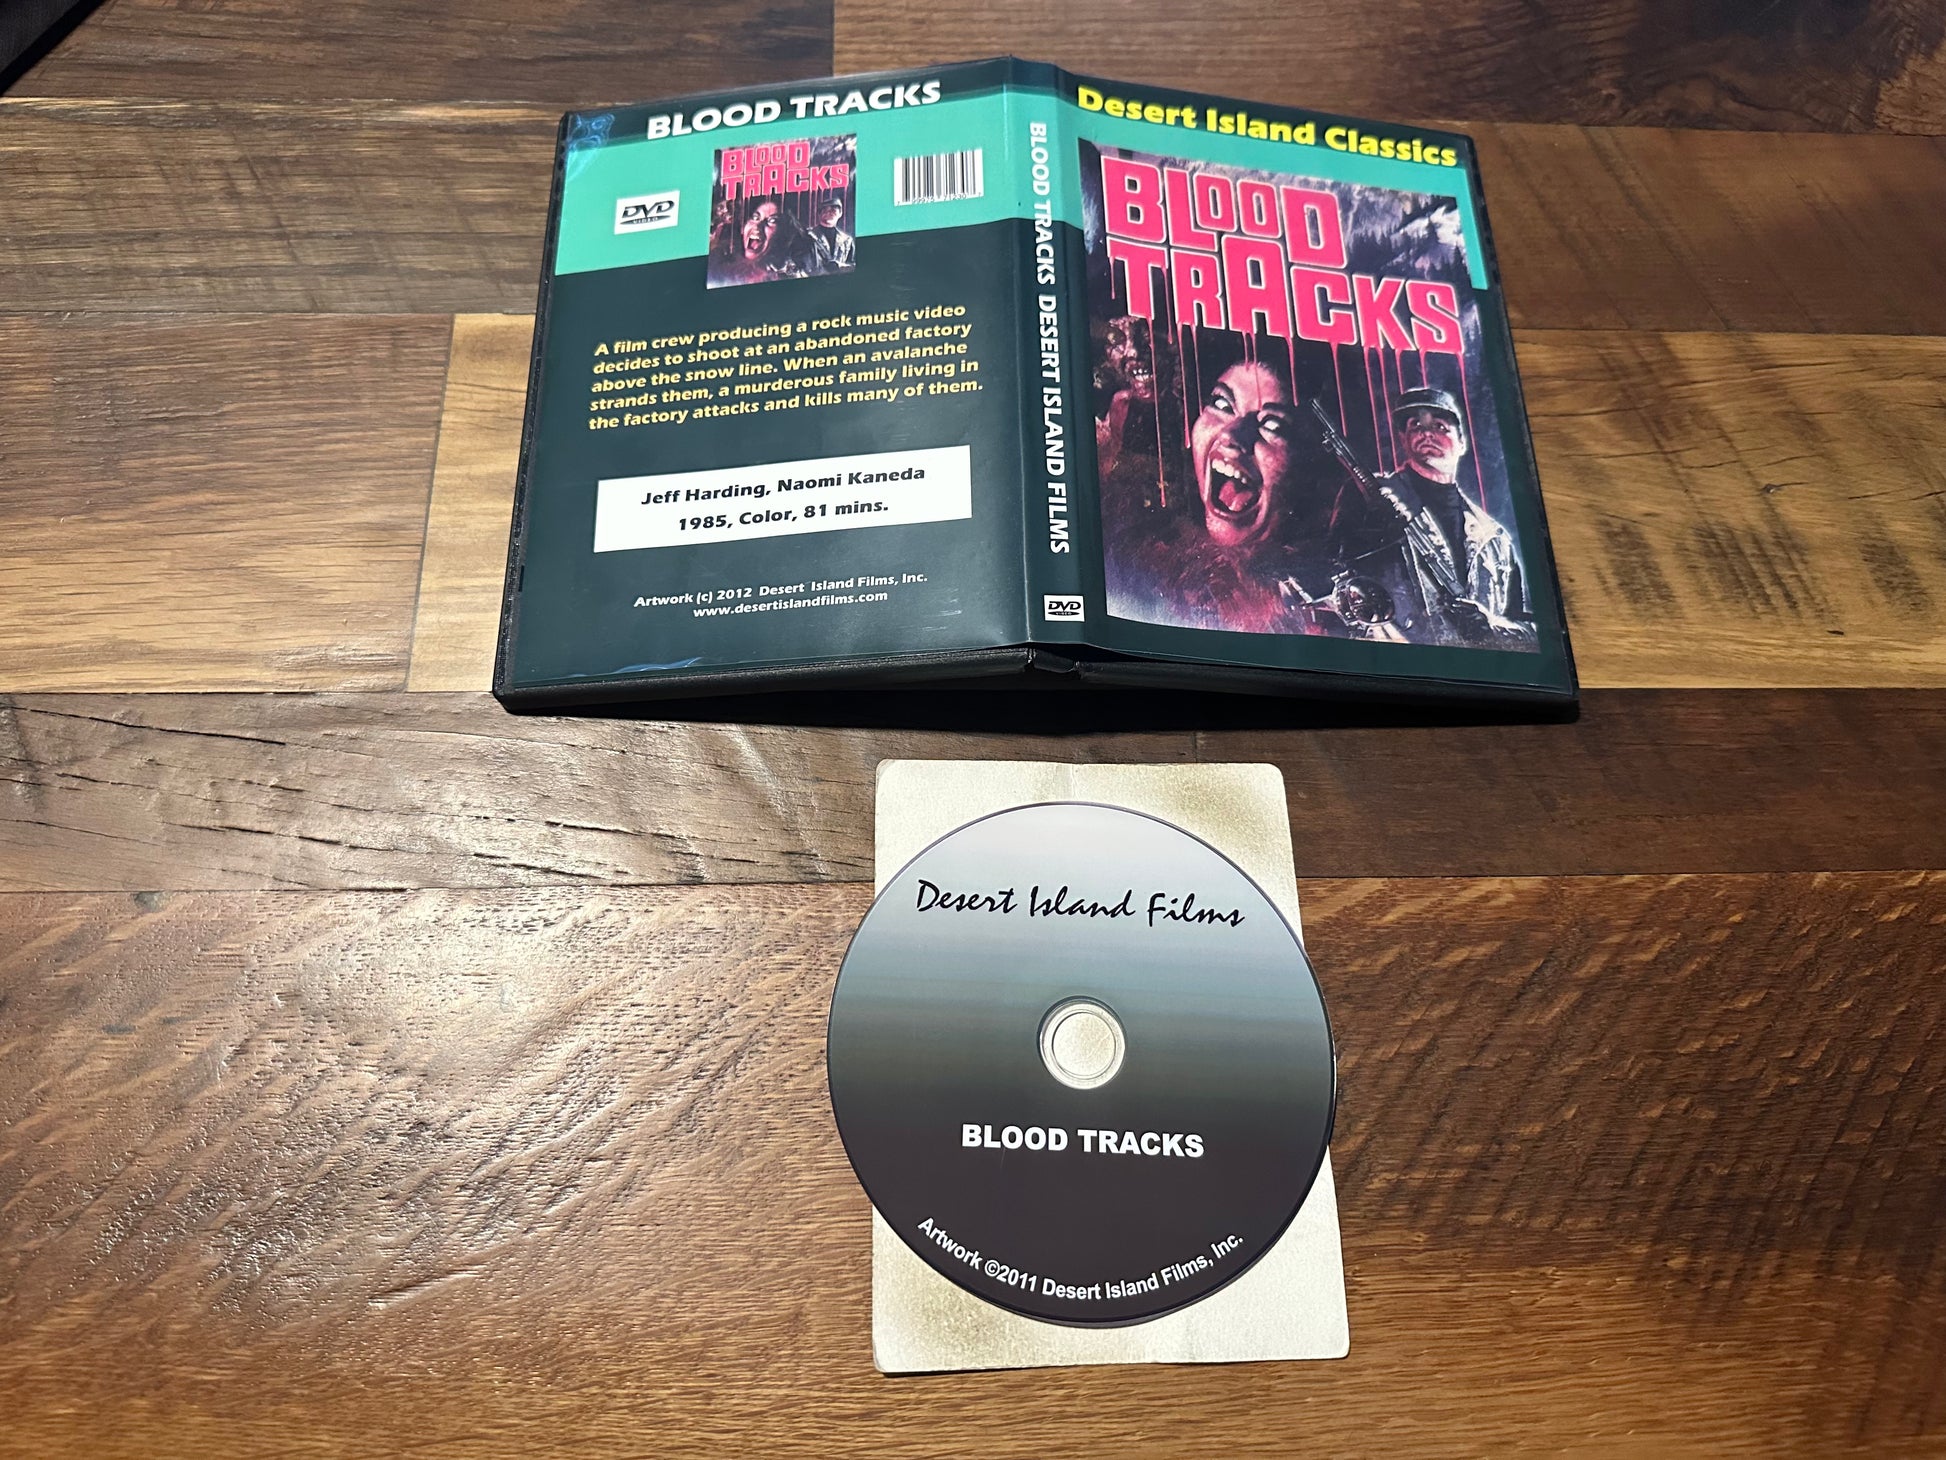 BLOOD TRACKS
DVD
VIDEO
BLOOD
TRACKS
A film crew producing a rock music video
decides to shoot at an abandoned factory
above the snow line. When an avalanche
strands them, a murderous family living in
the factory attacks and kills many of them.
Jeff Harding, Naomi Kaneda
1985, Color, 81 mins.
Artwork (c) 2012 Desert Island Films, Inc.
www.desertislandfilms.com
BLOOD TRACKS DESERT ISLAND FILMS
DVD
VIDEO
Desert Island Classics
BLOOD
TRACKS
Desert Island Films
BLOOD TRACKS
Artwork ©2011 Desert Island Films, Inc.